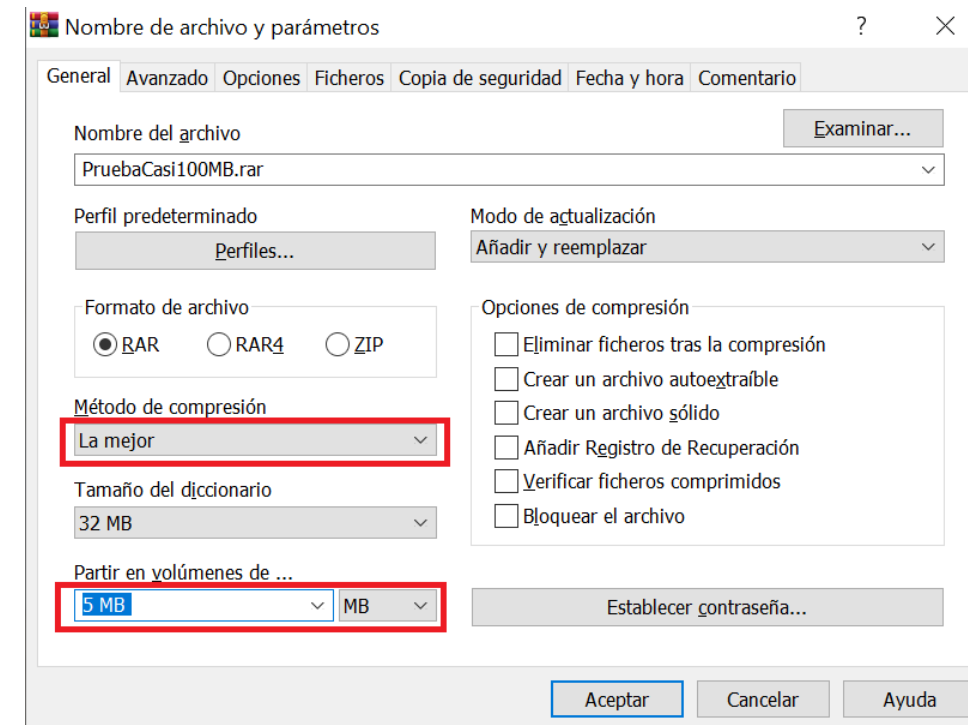 Nombre de archivo y parámetros
?
General Avanzado Opciones Ficheros Copia de seguridad Fecha y hora Comentario
Nombre del archivo
Examinar...
PruebaCasi100MB.rar
Perfil predeterminado
Perfiles...
Modo de actualización
Añadir y reemplazar
Formato de archivo
RAR RAR4 ZIP
Método de compresión
La mejor
Tamaño del diccionario
32 MB
Partir en volúmenes de ...
5 MB MB
Opciones de compresión
Eliminar ficheros tras la compresión
Crear un archivo autoextraíble
Crear un archivo sólido
Añadir Registro de Recuperación
Verificar ficheros comprimidos
Bloquear el archivo
Establecer contraseña...
Aceptar Cancelar Ayuda